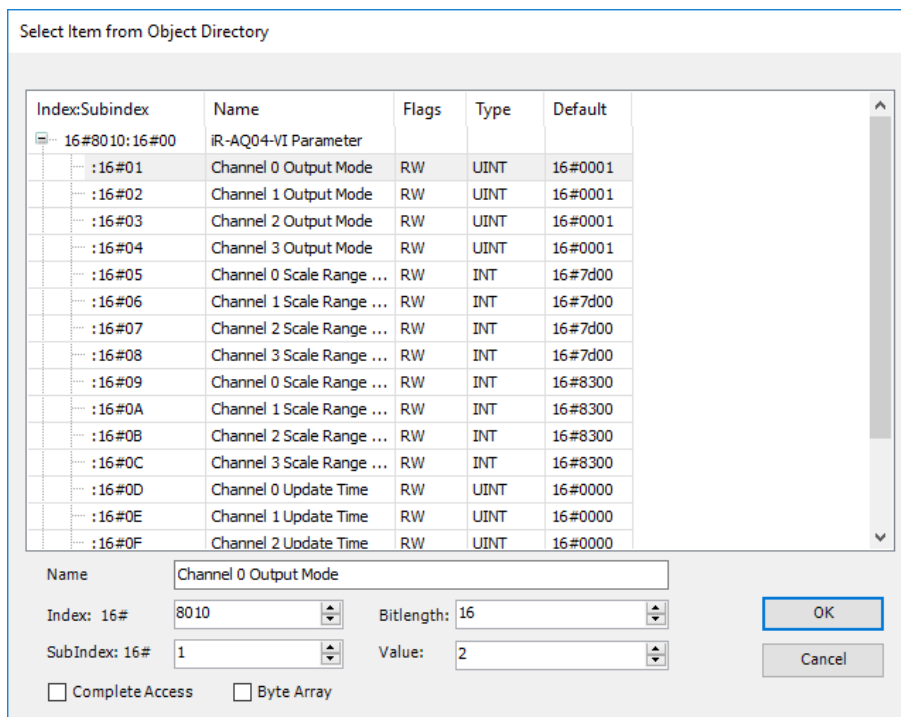 Select Item from Object Directory
Index:Subindex Name Flags Type Default
16#8010:16#00 iR-AQ04-VI Parameter
:16#01 Channel 0 Output Mode RW UINT 16#0001
:16#02 Channel 1 Output Mode RW UINT 16#0001
:16#03 Channel 2 Output Mode RW UINT 16#0001
:16#04 Channel 3 Output Mode RW UINT 16#0001
:16#05 Channel 0 Scale Range ... RW INT 16#7d00
:16#06 Channel 1 Scale Range ... RW INT 16#7d00
:16#07 Channel 2 Scale Range ... RW INT 16#7d00
:16#08 Channel 3 Scale Range ... RW INT 16#7d00
:16#09 Channel 0 Scale Range ... RW INT 16#8300
:16#0A Channel 1 Scale Range ... RW INT 16#8300
:16#0B Channel 2 Scale Range ... RW INT 16#8300
:16#0C Channel 3 Scale Range ... RW INT 16#8300
:16#0D Channel 0 Update Time RW UINT 16#0000
:16#0E Channel 1 Update Time RW UINT 16#0000
:16#0F Channel 2 Update Time RW UINT 16#0000
Name Channel 0 Output Mode
Index: 16# 8010 Bitlength: 16 OK
SubIndex: 16# 1 Value: 2 Cancel
Complete Access Byte Array